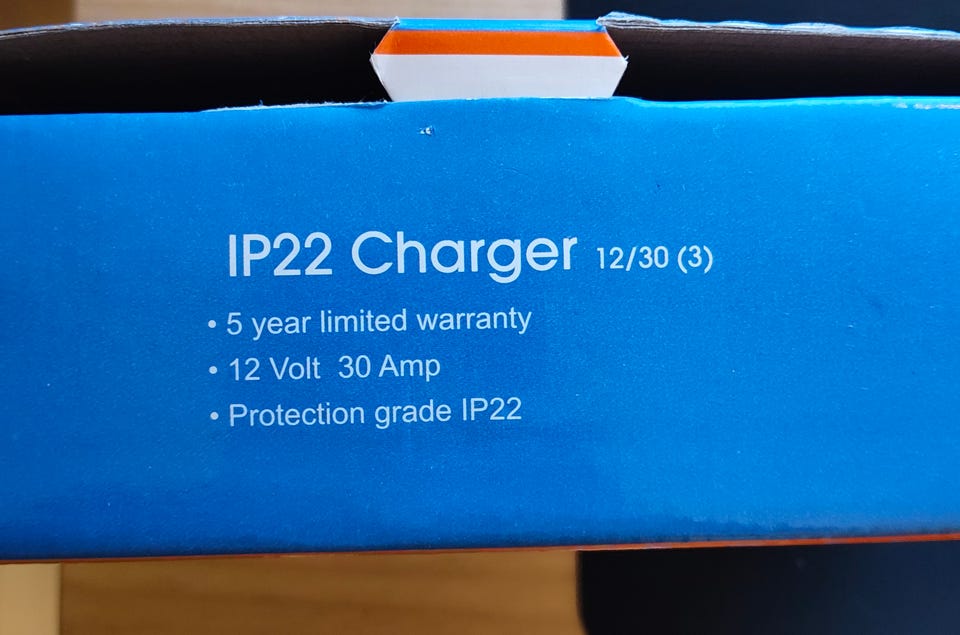 IP22 Charger 12/30 (3)
• 5 year limited warranty
• 12 Volt  30 Amp
• Protection grade IP22